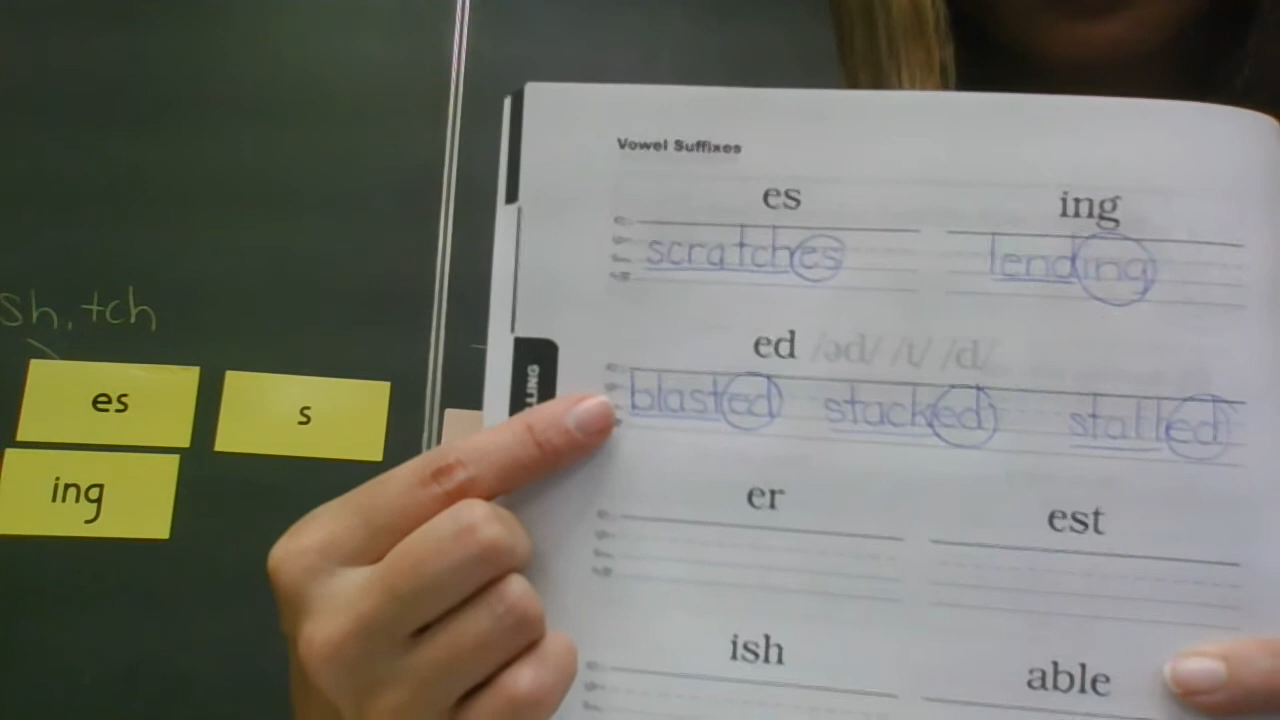 sh, tch
es
s
ing
Vowel Suffixes
es ing
scratches lending
ed /əd/ /t/ /d/
blasted stacked stalled
er est
ish able